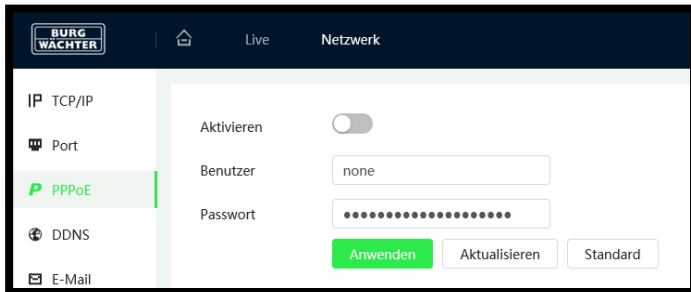 BURG
WÄCHTER
Live Netzwerk
TCP/IP
Port
PPPoE
DDNS
E-Mail
Aktivieren
Benutzer none
Passwort ●●●●●●●●●●●●●●●●●●●●
Anwenden Aktualisieren Standard